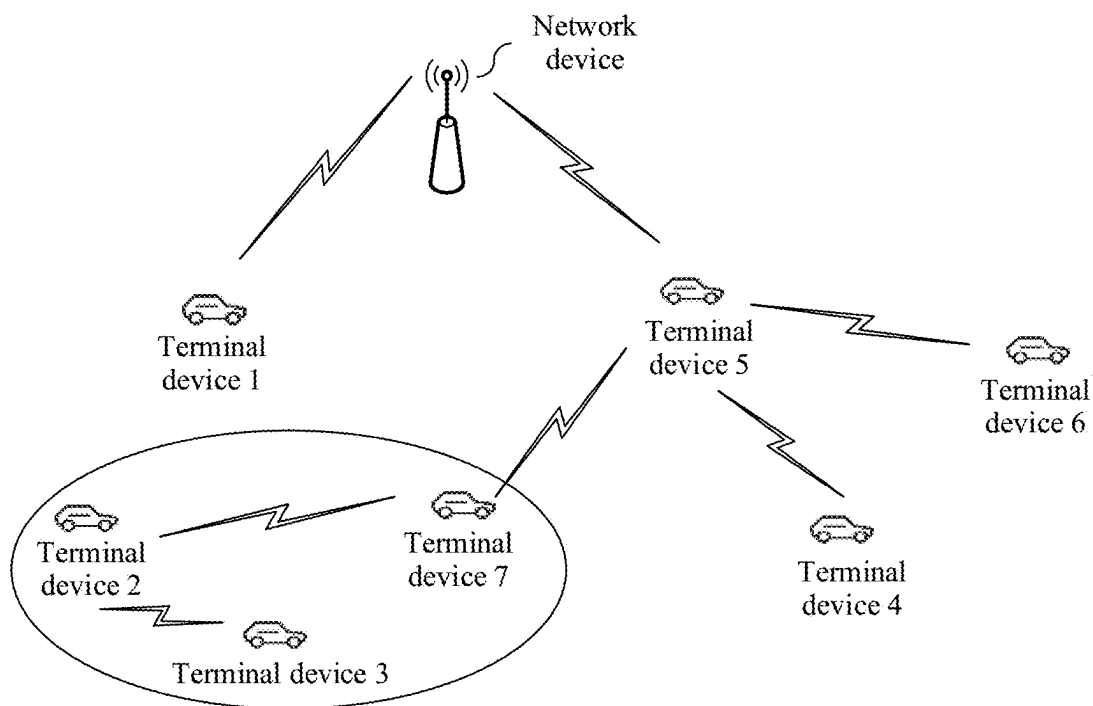 Network
device
Terminal
device 1
Terminal
device 5
Terminal
device 6
Terminal
device 2
Terminal
device 7
Terminal
device 4
Terminal device 3